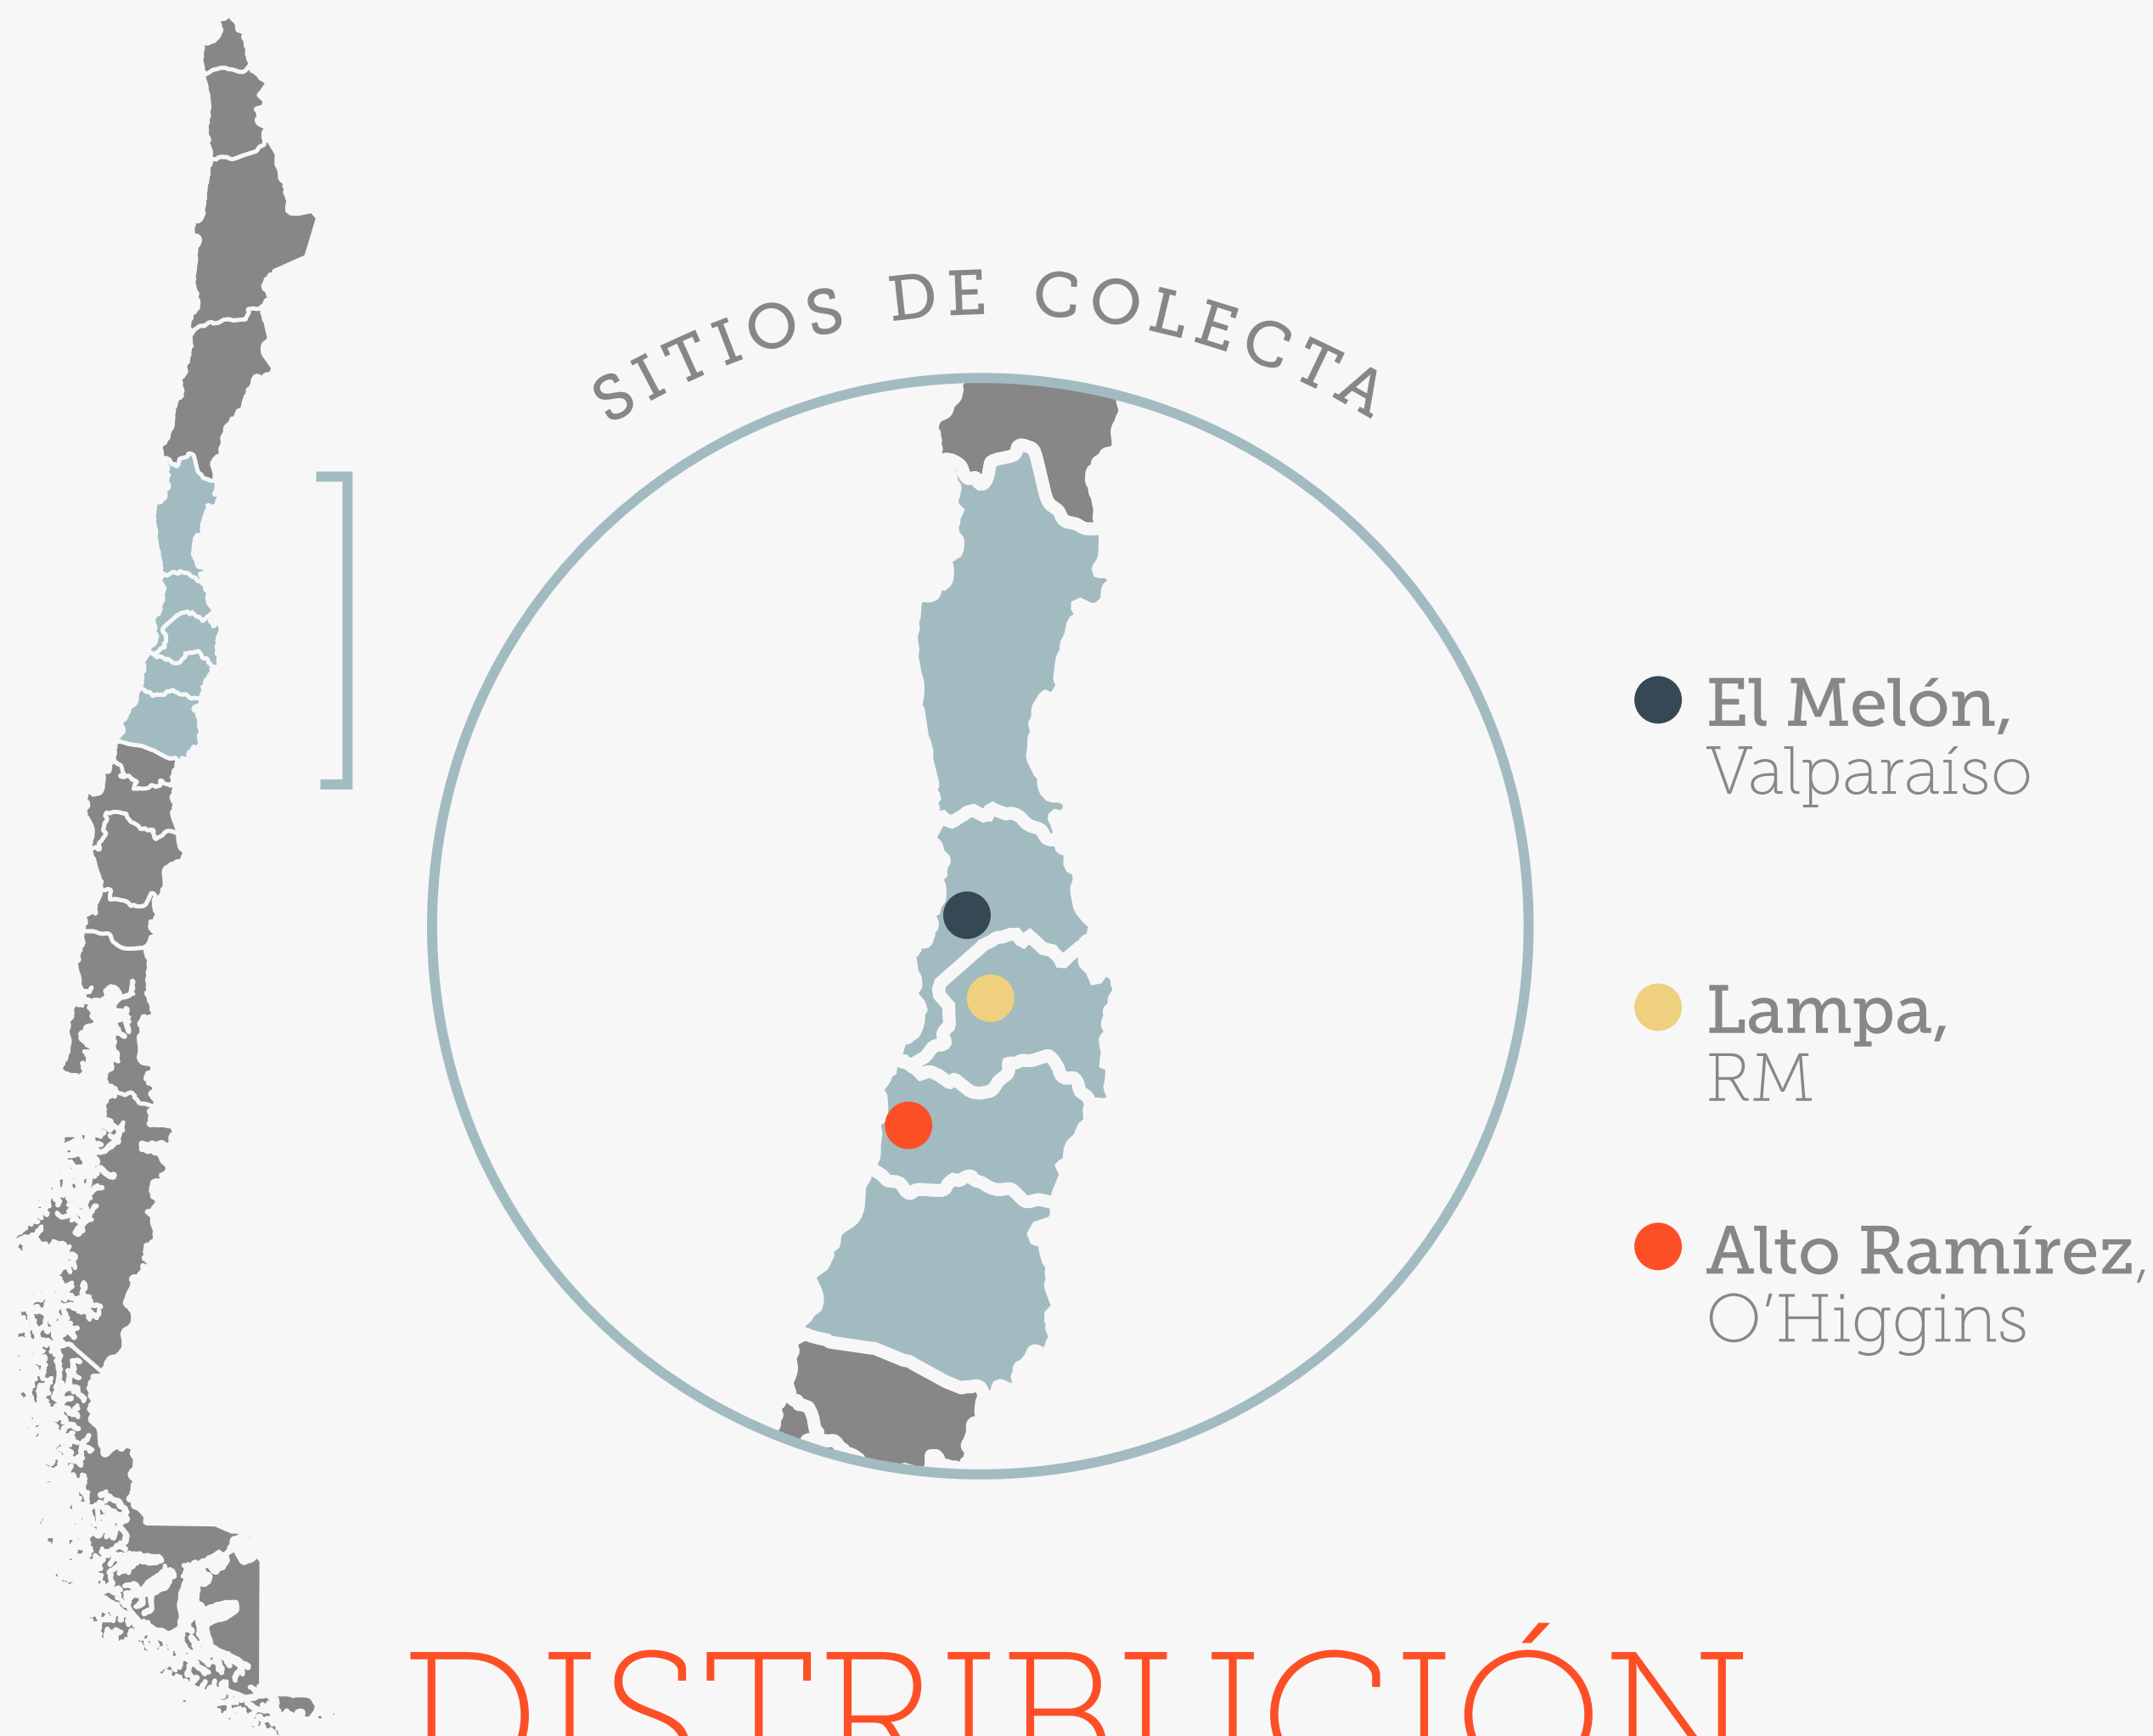 SITIOS DE COLECTA
El Melón,
Valparaíso
Lampa,
RM
Alto Ramírez,
O'Higgins
DISTRIBUCIÓN